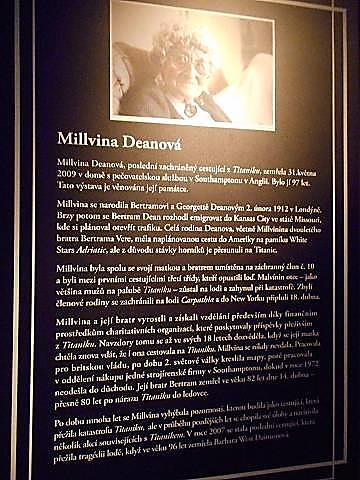 Millvina Deanová
Millvina Deanová, poslední zachráněný cestující z Titaniku, zemřela 31. května
2009 v domě s pečovatelskou službou v Southamptonu v Anglii. Bylo jí 97 let.
Tato výstava je věnována její památce.
Millvina se narodila Bertramovi a Georgettě Deanovým 2. února 1912 v Londýně.
Brzy potom se Bertram Dean rozhodl emigrovat do Kansas City ve státě Missouri,
kde si plánoval otevřít trafiku. Celá rodina Deanova, včetně Millvinina dvouletého
bratra Bertrama Vere, měla naplánovanou cestu do Ameriky na parníku White
Stars Adriatic, ale z důvodu stávky horníků je přesunuli na Titanic.
Millvina byla spolu se svojí matkou a bratrem umístěna na záchranný člun č. 10
a byli mezi prvními cestujícími třetí třídy, kteří opustili loď. Malvínin otec – jako
většina mužů na palubě Titaniku – zůstal na lodi a zahynul při katastrofě. Zbylí
členové rodiny se zachránili na lodi Carpathia a do New Yorku připluli 18. dubna.
Millvina a její bratr vyrostli a získali vzdělání především díky finančním
prostředkům charitativních organizací, které poskytovaly příspěvky přeživším
z Titaniku. Navzdory tomu se až ve svých 18 letech dozvěděla, když se její matka
chtěla znovu vdát, že i ona cestovala na Titaniku. Millvina se nikdy nevdala. Pracovala
pro britskou vládu, po dobu 2. světové války kreslila mapy, poté pracovala
v oddělení nákupu jedné strojírenské firmy v Southamptonu, dokud v roce 1972
neodešla do důchodu. Její bratr Bertram zemřel ve věku 82 let dne 14. dubna –
přesně 80 let po nárazu Titaniku do ledovce.
Po dobu mnoha let se Millvina vyhýbala pozornosti, kterou budila jako cestující, která
přežila katastrofu Titaniku, ale v průběhu pozdějších let se chopila své úlohy a navštívila
několik akcí souvisejících s Titanikem. V roce 2007 se stala poslední cestující, která
přežila tragédii lodě, když ve věku 96 let zemřela Barbara West Dainton